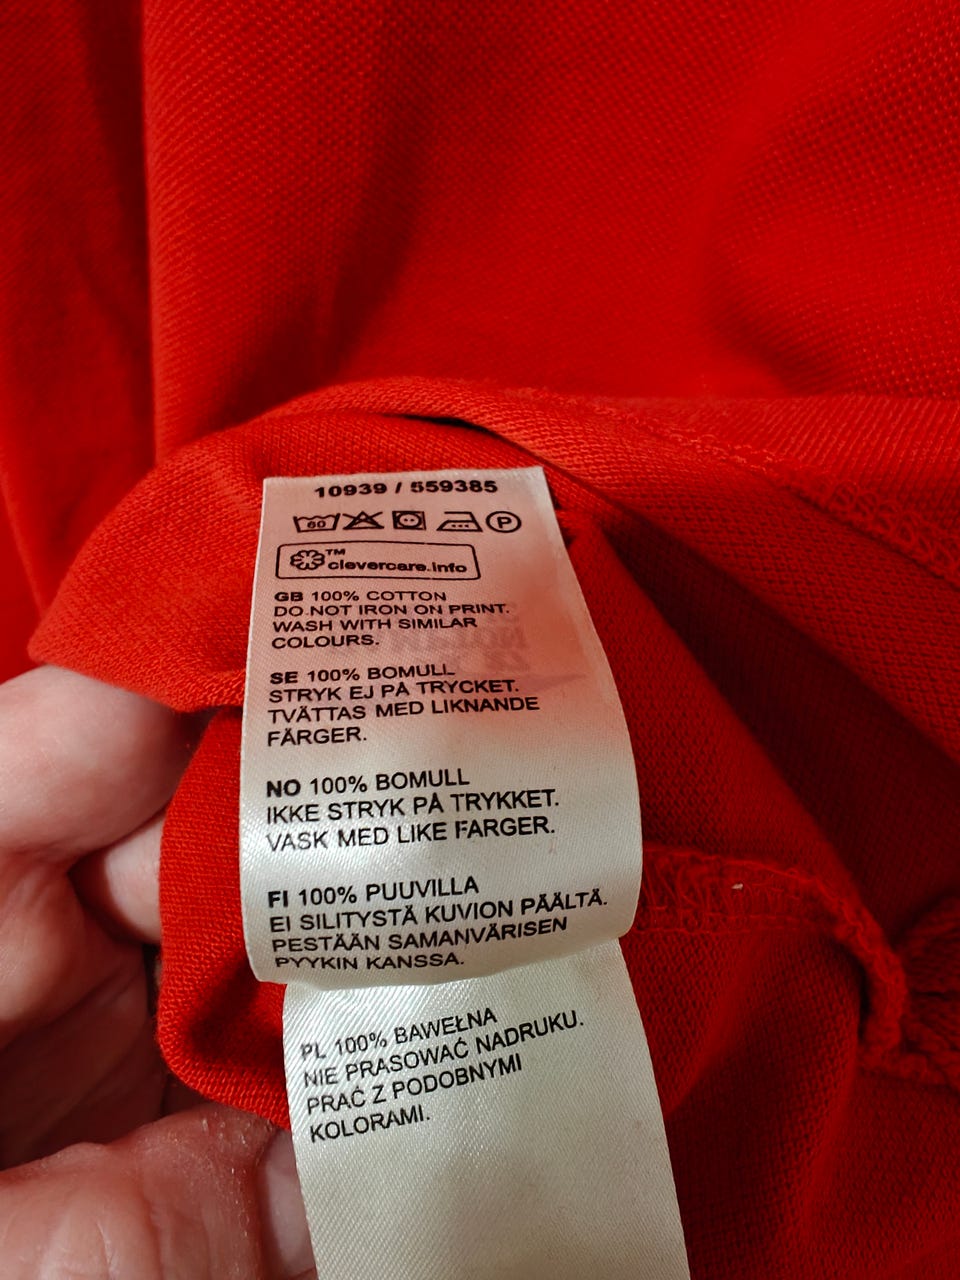 10939 / 559385
60 P
™
clevercare.info
GB 100% COTTON
DO NOT IRON ON PRINT.
WASH WITH SIMILAR
COLOURS.
SE 100% BOMULL
STRYK EJ PÅ TRYCKET.
TVÄTTAS MED LIKNANDE
FÄRGER.
NO 100% BOMULL
IKKE STRYK PÅ TRYKKET.
VASK MED LIKE FARGER.
FI 100% PUUVILLA
EI SILITYSTÄ KUVION PÄÄLTÄ.
PESTÄÄN SAMANVÄRISEN
PYYKIN KANSSA.
PL 100% BAWEŁNA
NIE PRASOWAĆ NADRUKU.
PRAĆ Z PODOBNYMI
KOLORAMI.